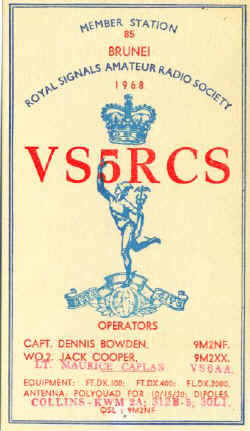 MEMBER STATION
85
BRUNEI
ROYAL SIGNALS AMATEUR RADIO SOCIETY
1968
VS5RCS
OPERATORS
CAPT. DENNIS BOWDEN. 9M2NF.
WO.2. JACK COOPER. 9M2XX.
LT. MAURICE CAPLAN VS6AA.
EQUIPMENT: FT.DX.100: FT.DX.400: FL.DX.2000.
ANTENNA: POLYQUAD FOR 10/15/20; DIPOLES.
COLLINS-KWM 2A; 312B-5, 30L1.
QSL : 9M2NF